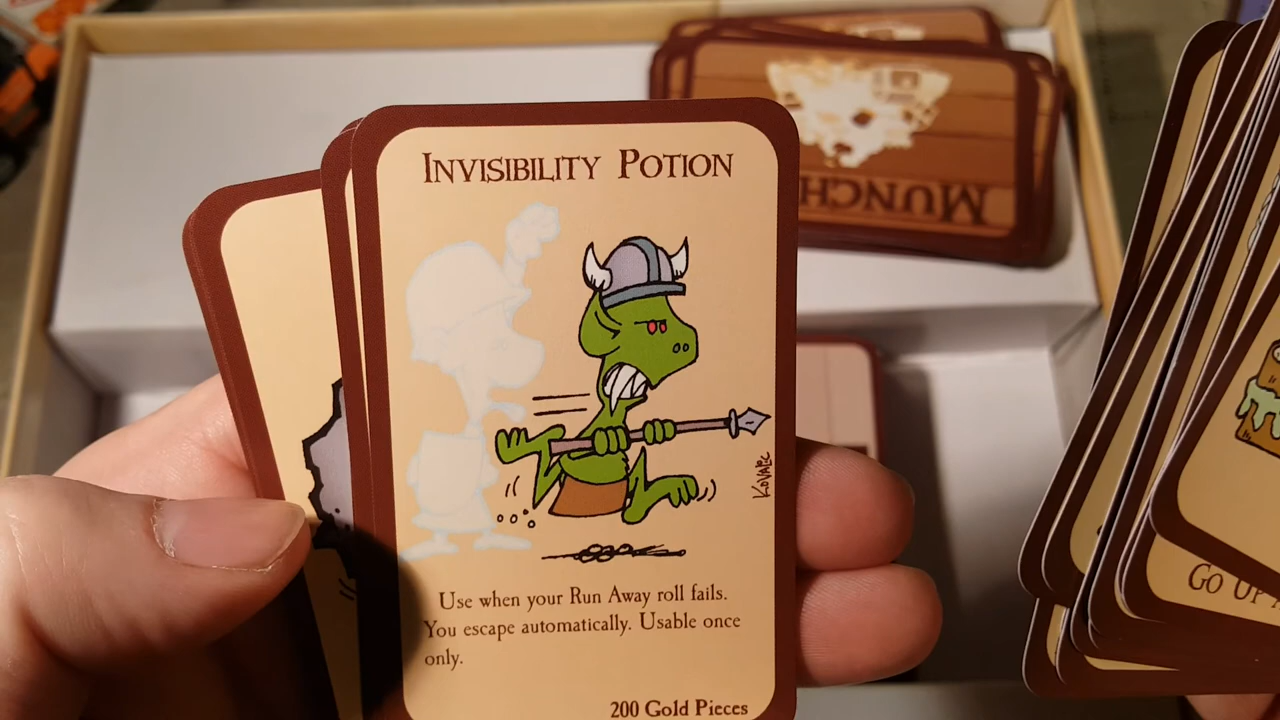 INVISIBILITY POTION
KOVALIC
Use when your Run Away roll fails.
You escape automatically. Usable once
only.
200 Gold Pieces
MUNCH
GO UP